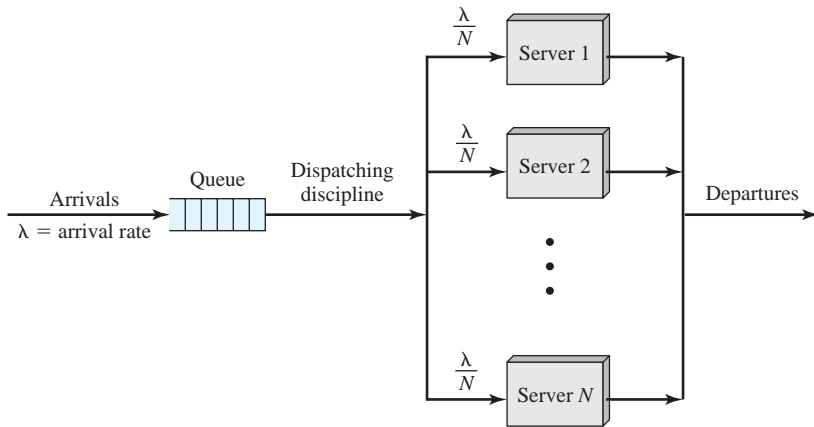 λ
N
Server 1
λ
N
Server 2
Arrivals
λ = arrival rate
Queue
Dispatching
discipline
Departures
λ
N
Server N